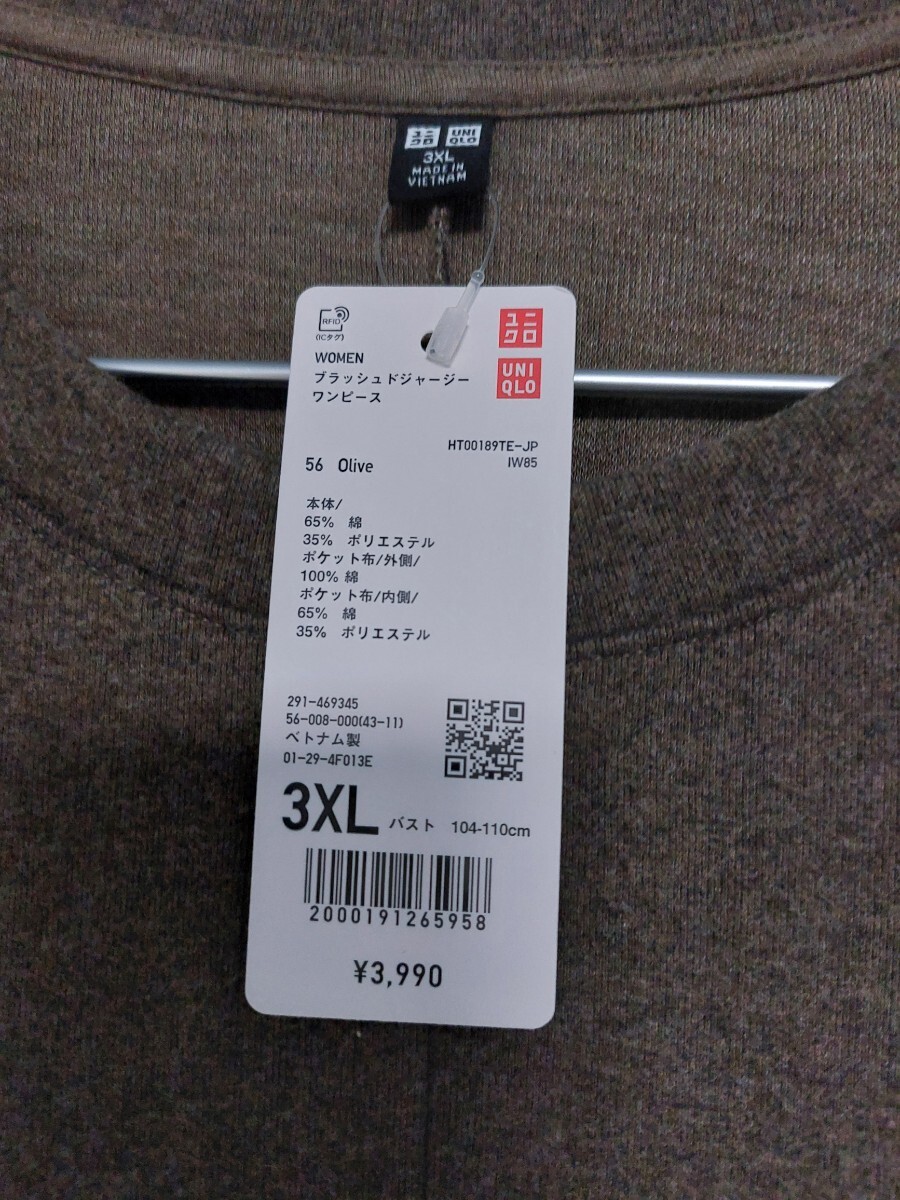 ユニ UNI
クロ QLO
3XL
MADE IN
VIETNAM
RFID
(ICタグ)
ユニ
クロ
UNI
QLO
WOMEN
ブラッシュドジャージー
ワンピース
HT00189TE-JP
IW85
56 Olive
本体/
65% 綿
35% ポリエステル
ポケット布/外側/
100% 綿
ポケット布/内側/
65% 綿
35% ポリエステル
291-469345
56-008-000(43-11)
ベトナム製
01-29-4F013E
3XL バスト 104-110cm
2000191265958
¥3,990